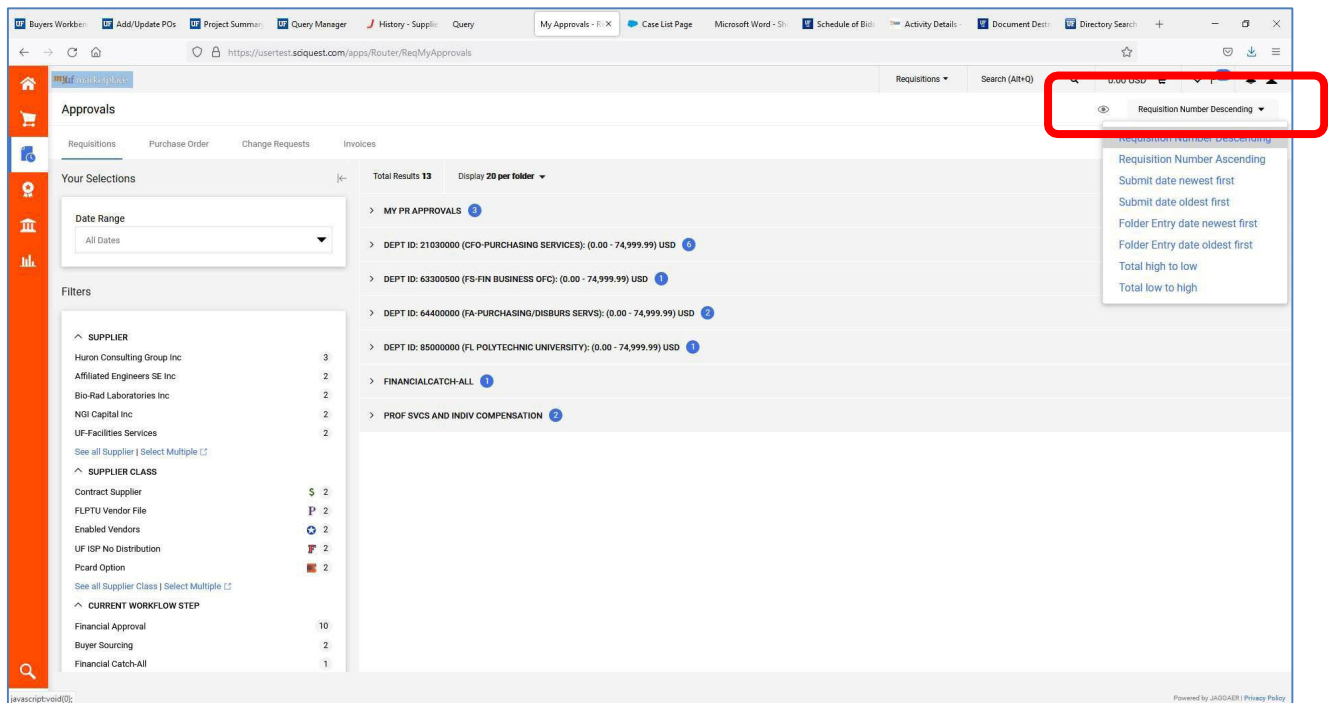 Buyers Workben
Add/Update POs
Project Summar
Query Manager
History - Supplie
Query
My Approvals - R
Case List Page
Microsoft Word - Sh
Schedule of Bids
Activity Details -
Document Destr
Directory Search
https://usertest.sciquest.com/apps/Router/ReqMyApprovals
myuf marketplace
Requisitions
Search (Alt+Q)
0.00 USD
Approvals
Requisition Number Descending
Requisitions
Purchase Order
Change Requests
Invoices
Requisition Number Descending
Requisition Number Ascending
Submit date newest first
Submit date oldest first
Folder Entry date newest first
Folder Entry date oldest first
Total high to low
Total low to high
Your Selections
Total Results 13
Display 20 per folder
Date Range
All Dates
MY PR APPROVALS 3
DEPT ID: 21030000 (CFO-PURCHASING SERVICES): (0.00 - 74,999.99) USD 6
DEPT ID: 63300500 (FS-FIN BUSINESS OFC): (0.00 - 74,999.99) USD 1
DEPT ID: 64400000 (FA-PURCHASING/DISBURS SERVS): (0.00 - 74,999.99) USD 2
DEPT ID: 85000000 (FL POLYTECHNIC UNIVERSITY): (0.00 - 74,999.99) USD 1
FINANCIALCATCH-ALL 1
PROF SVCS AND INDIV COMPENSATION 2
Filters
SUPPLIER
Huron Consulting Group Inc 3
Affiliated Engineers SE Inc 2
Bio-Rad Laboratories Inc 2
NGI Capital Inc 2
UF-Facilities Services 2
See all Supplier | Select Multiple
SUPPLIER CLASS
Contract Supplier $ 2
FLPTU Vendor File P 2
Enabled Vendors 2
UF ISP No Distribution F 2
Pcard Option 2
See all Supplier Class | Select Multiple
CURRENT WORKFLOW STEP
Financial Approval 10
Buyer Sourcing 2
Financial Catch-All 1
javascript:void(0);
Powered by JAGGAER | Privacy Policy